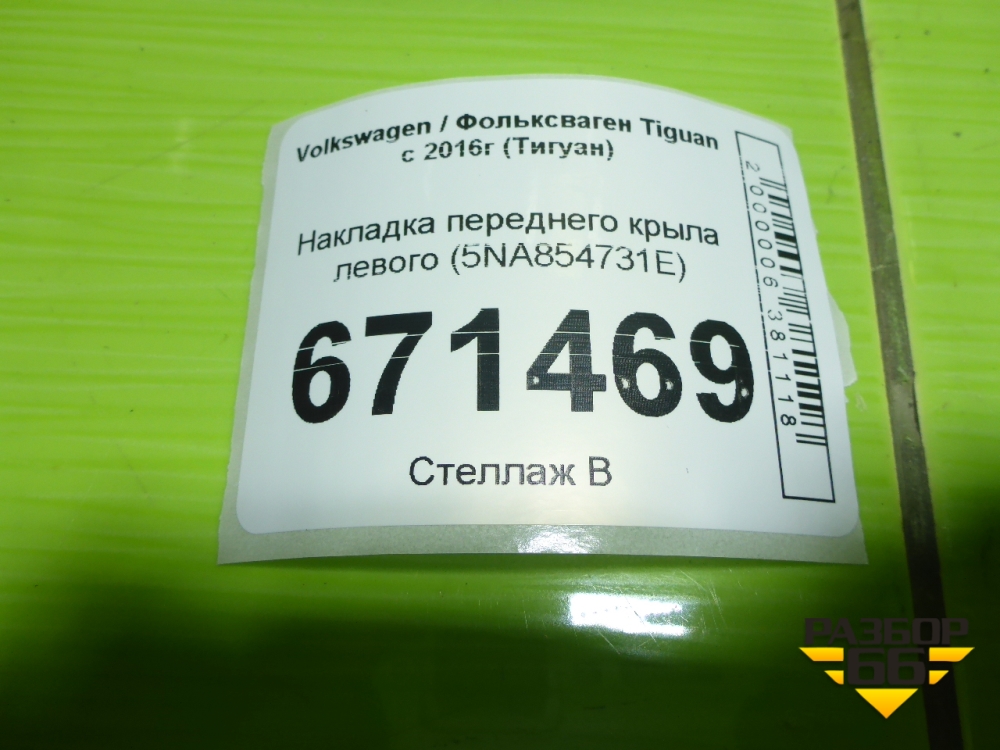 Volkswagen / Фольксваген Tiguan
с 2016г (Тигуан)
Накладка переднего крыла
левого (5NA854731E)
671469
Стеллаж В
2000006381118
РАЗБОР
66